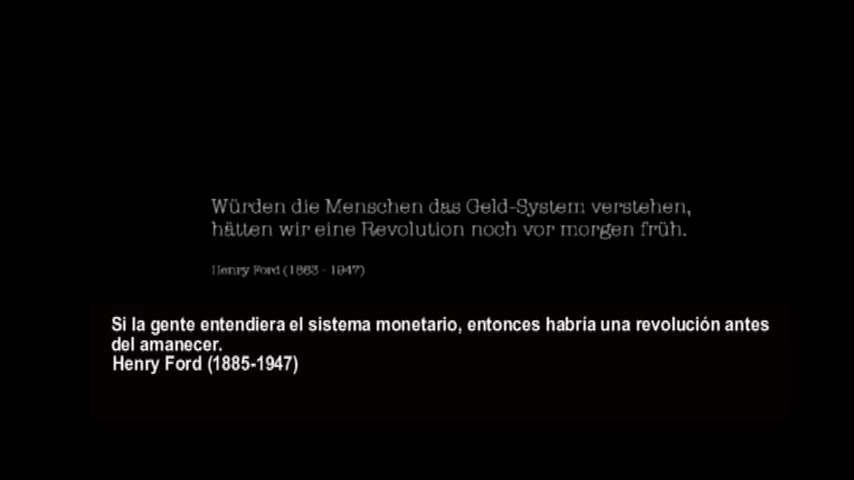 Würden die Menschen das Geld-System verstehen,
hätten wir eine Revolution noch vor morgen früh.
Henry Ford (1863 - 1947)
Si la gente entendiera el sistema monetario, entonces habría una revolución antes
del amanecer.
Henry Ford (1885-1947)